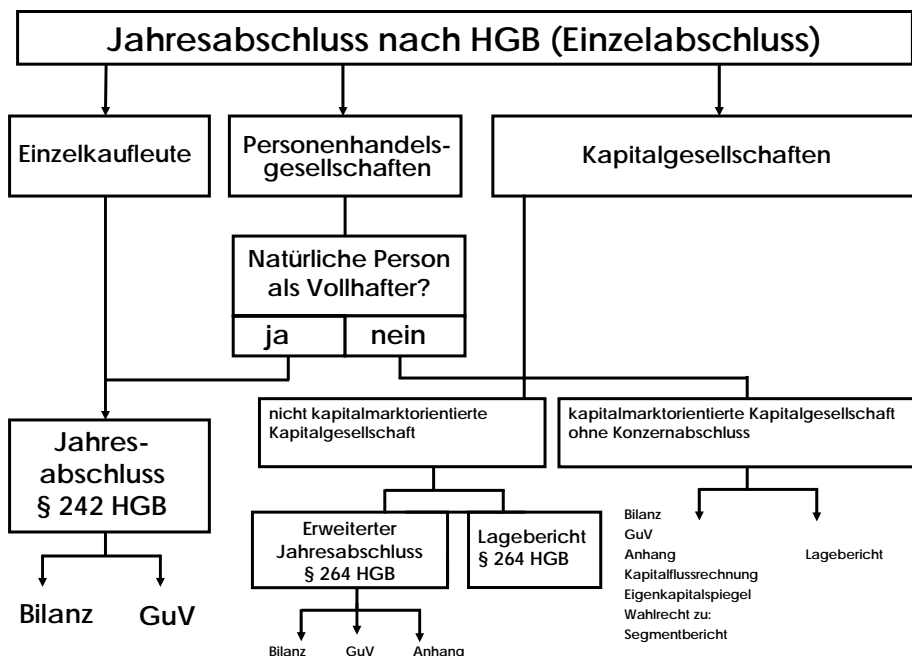 Jahresabschluss nach HGB (Einzelabschluss)
Einzelkaufleute
Personenhandels-
gesellschaften
Kapitalgesellschaften
Natürliche Person
als Vollhafter?
ja
nein
Jahres-
abschluss
§ 242 HGB
Bilanz
GuV
nicht kapitalmarktorientierte
Kapitalgesellschaft
Erweiterter
Jahresabschluss
§ 264 HGB
Bilanz
GuV
Anhang
Lagebericht
§ 264 HGB
kapitalmarktorientierte Kapitalgesellschaft
ohne Konzernabschluss
Bilanz
GuV
Anhang
Kapitalflussrechnung
Eigenkapitalspiegel
Wahlrecht zu:
Segmentbericht
Lagebericht